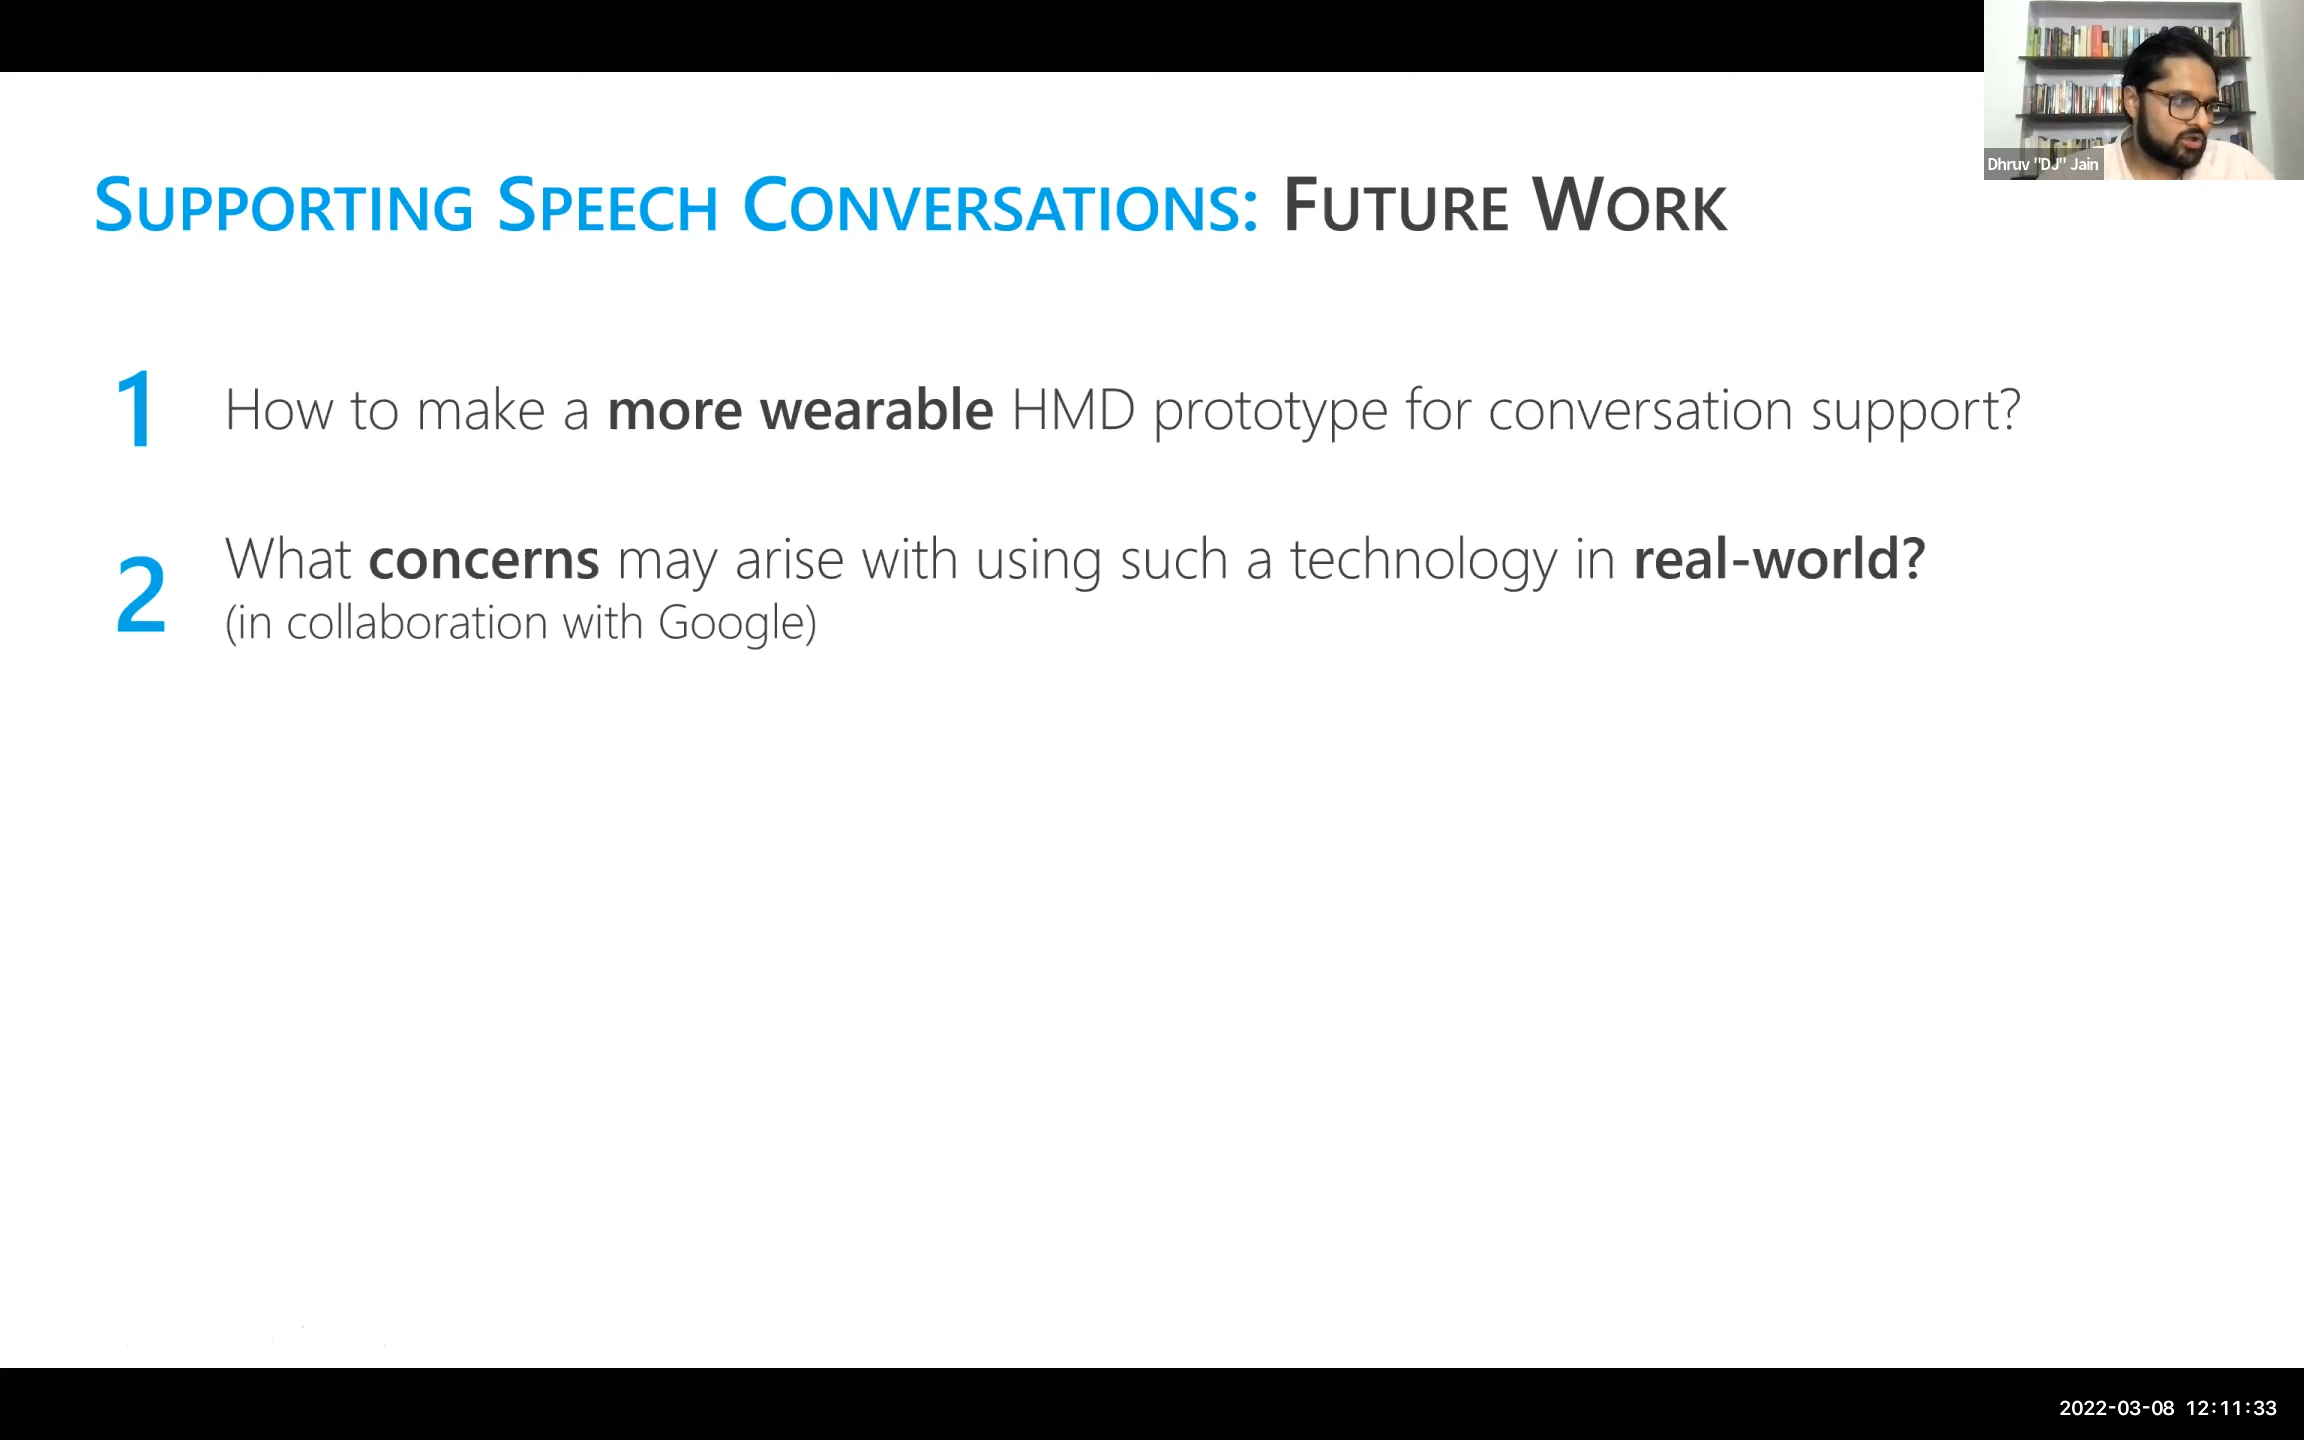 Dhruv "DJ" Jain
SUPPORTING SPEECH CONVERSATIONS: FUTURE WORK
1 How to make a more wearable HMD prototype for conversation support?
2 What concerns may arise with using such a technology in real-world?
(in collaboration with Google)
2022-03-08 12:11:33